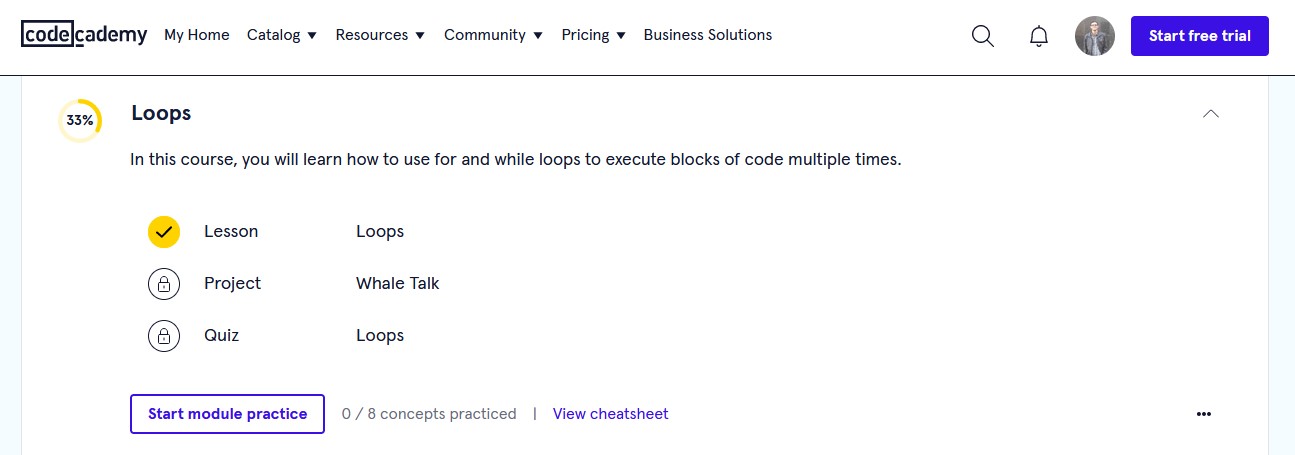 codecademy My Home Catalog Resources Community Pricing Business Solutions Start free trial
33% Loops
In this course, you will learn how to use for and while loops to execute blocks of code multiple times.
Lesson Loops
Project Whale Talk
Quiz Loops
Start module practice 0 / 8 concepts practiced | View cheatsheet